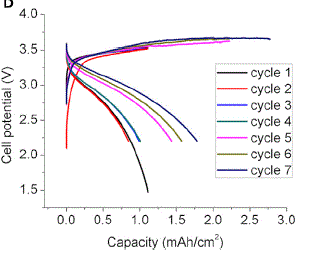 4.0
3.5
3.0
2.5
2.0
1.5
Cell potential (V)
cycle 1
cycle 2
cycle 3
cycle 4
cycle 5
cycle 6
cycle 7
0.0 0.5 1.0 1.5 2.0 2.5 3.0
Capacity (mAh/cm²)